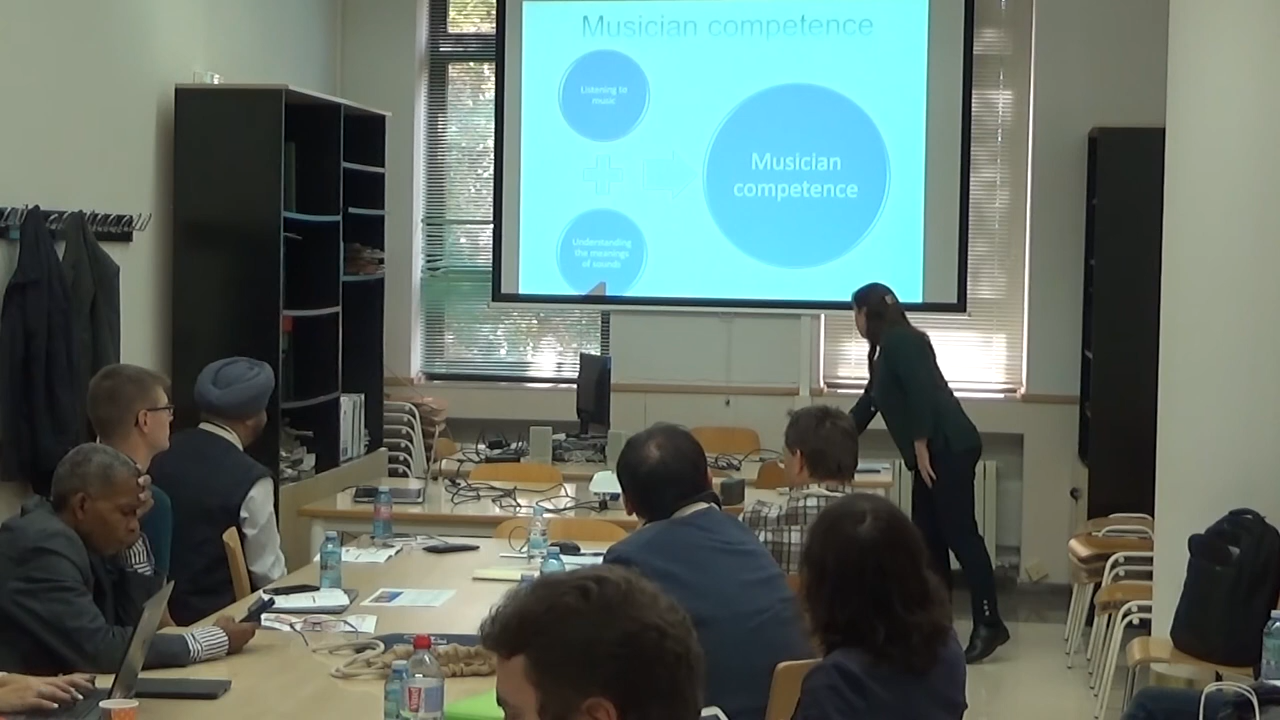 Musician competence
Listening to
music
Musician
competence
Understanding
the meanings
of sounds